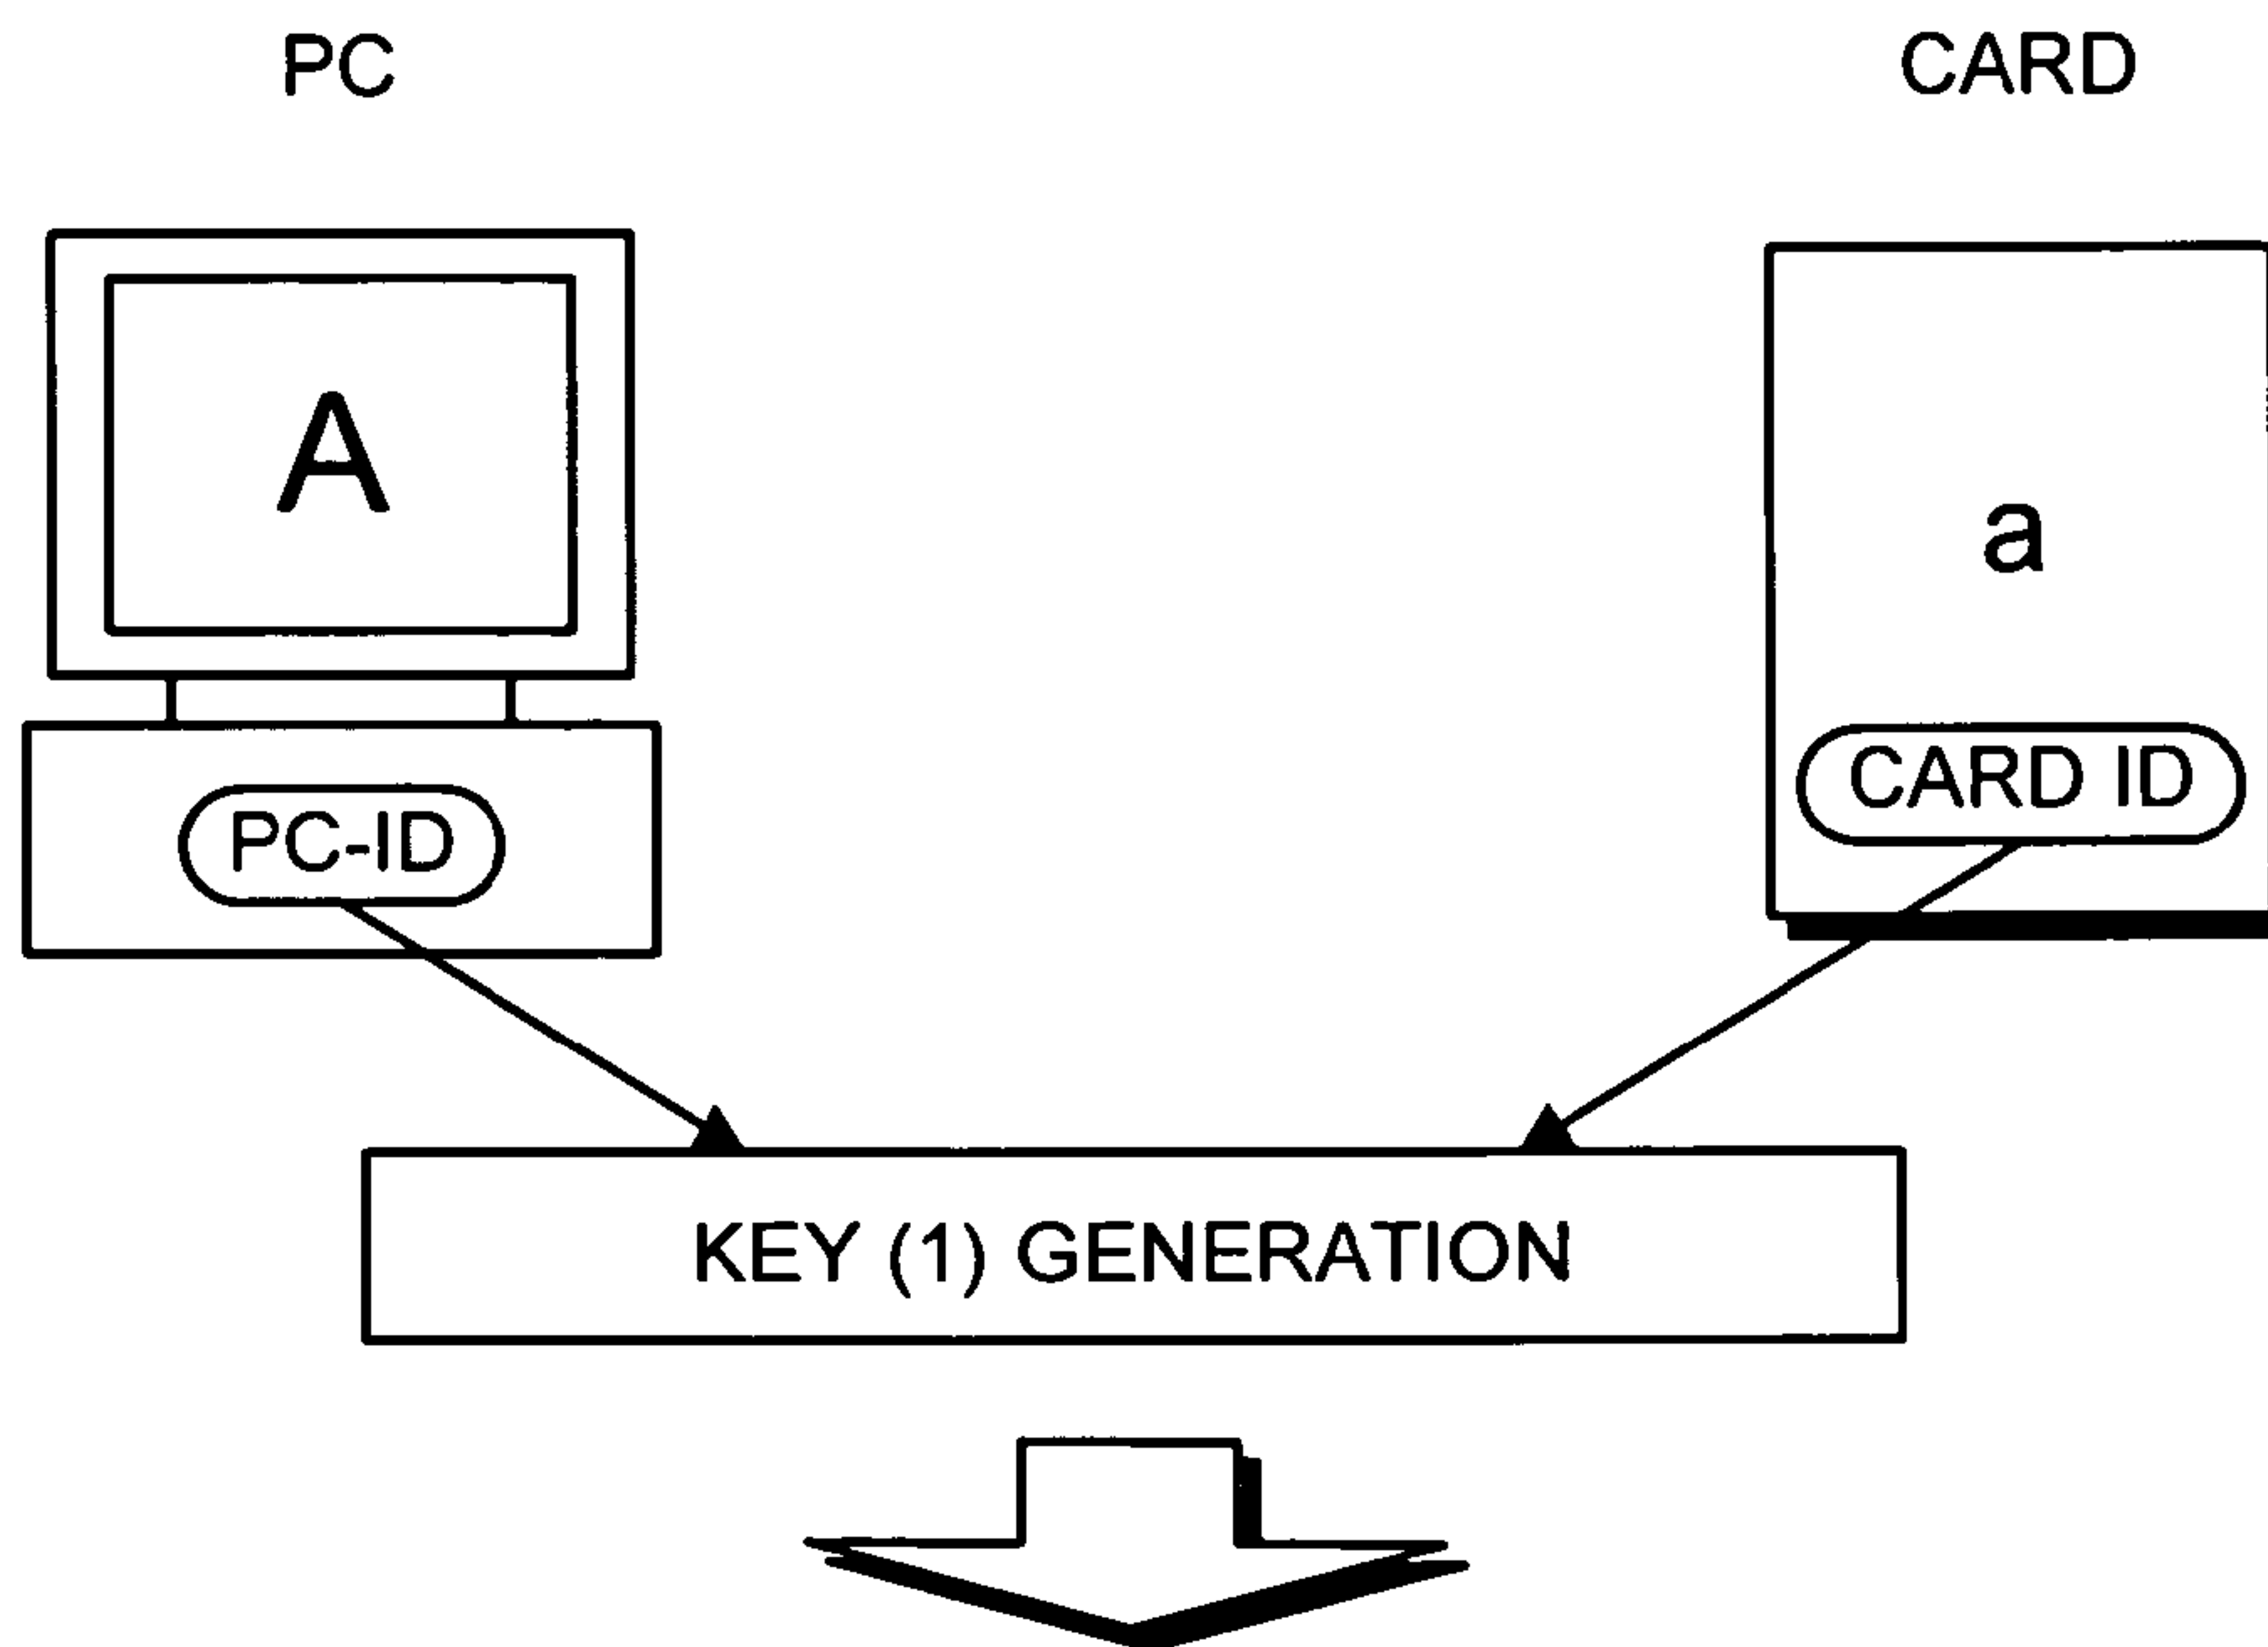 PC
CARD
A
a
PC-ID
CARD ID
KEY (1) GENERATION